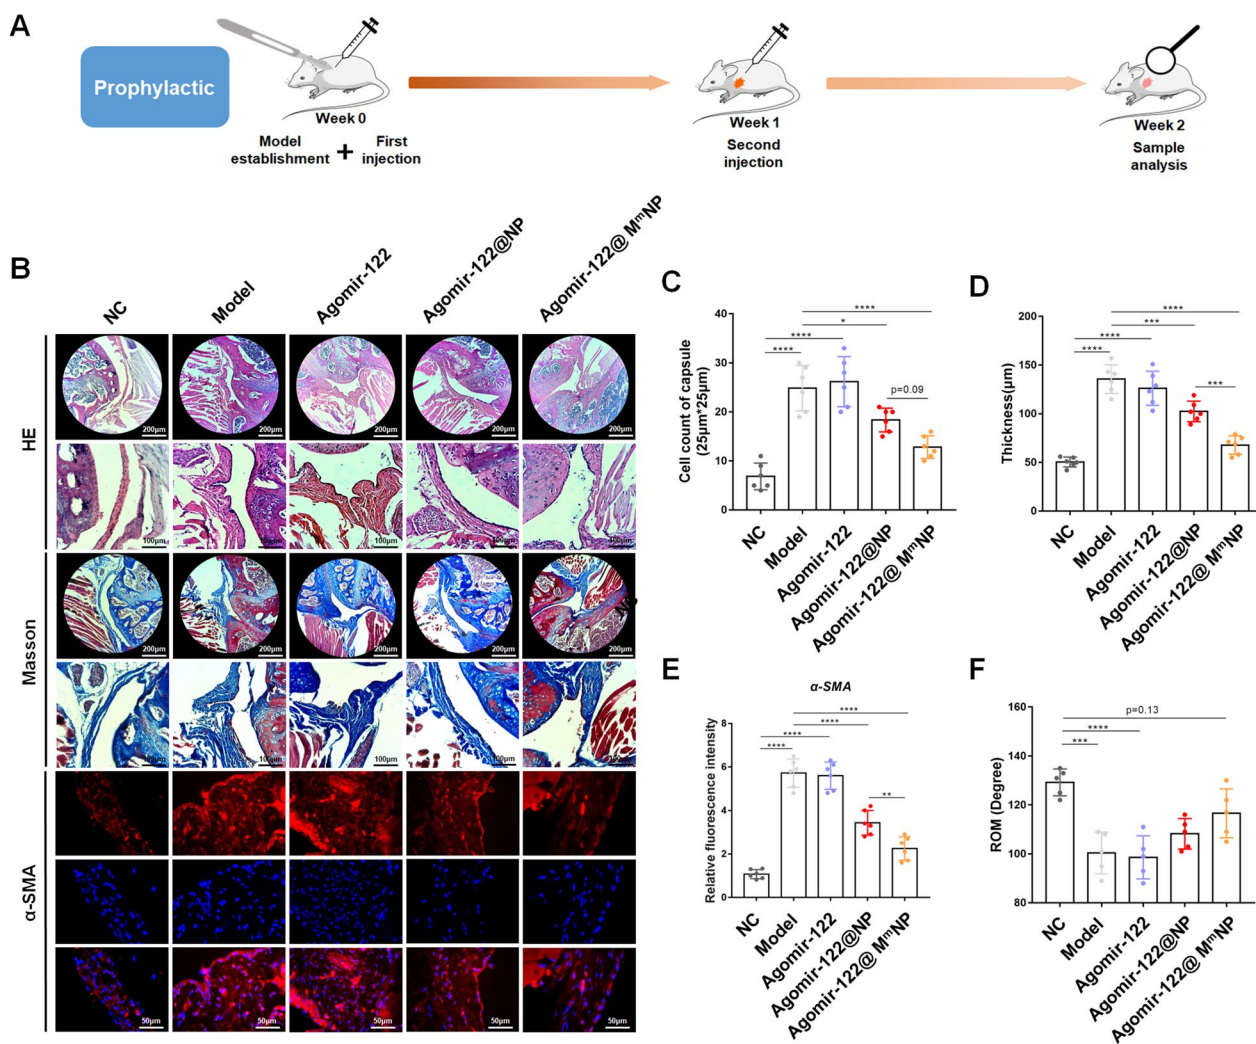 A
Prophylactic
Week 0
Model establishment
+
First injection
Week 1
Second injection
Week 2
Sample analysis
B
NC
Model
Agomir-122
Agomir-122@NP
Agomir-122@ MᵐNP
HE
200μm 200μm 200μm 200μm 200μm
100μm 100μm 100μm 100μm 100μm
Masson
200μm 200μm 200μm 200μm 200μm
100μm 100μm 100μm 100μm 100μm
α-SMA
50μm 50μm 50μm 50μm 50μm
C
Cell count of capsule
(25μm*25μm)
40
30
20
10
0
****
*
****
****
p=0.09
NC
Model
Agomir-122
Agomir-122@NP
Agomir-122@ MᵐNP
D
Thickness(μm)
200
150
100
50
0
****
***
****
****
***
NC
Model
Agomir-122
Agomir-122@NP
Agomir-122@ MᵐNP
E
α-SMA
Relative fluorescence intensity
8
6
4
2
0
****
****
****
****
**
NC
Model
Agomir-122
Agomir-122@NP
Agomir-122@ MᵐNP
F
ROM (Degree)
160
140
120
100
80
p=0.13
****
***
NC
Model
Agomir-122
Agomir-122@NP
Agomir-122@ MᵐNP